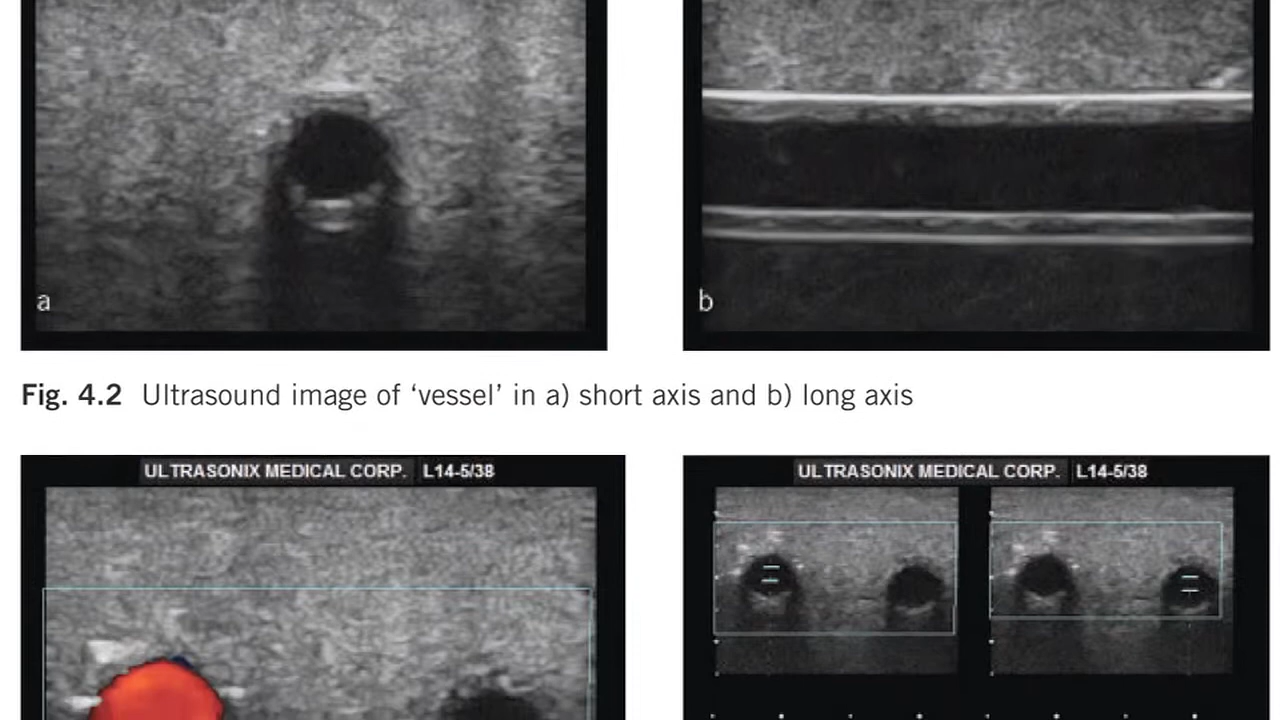 a
b
Fig. 4.2 Ultrasound image of ‘vessel’ in a) short axis and b) long axis
ULTRASONIX MEDICAL CORP. L14-5/38
ULTRASONIX MEDICAL CORP. L14-5/38